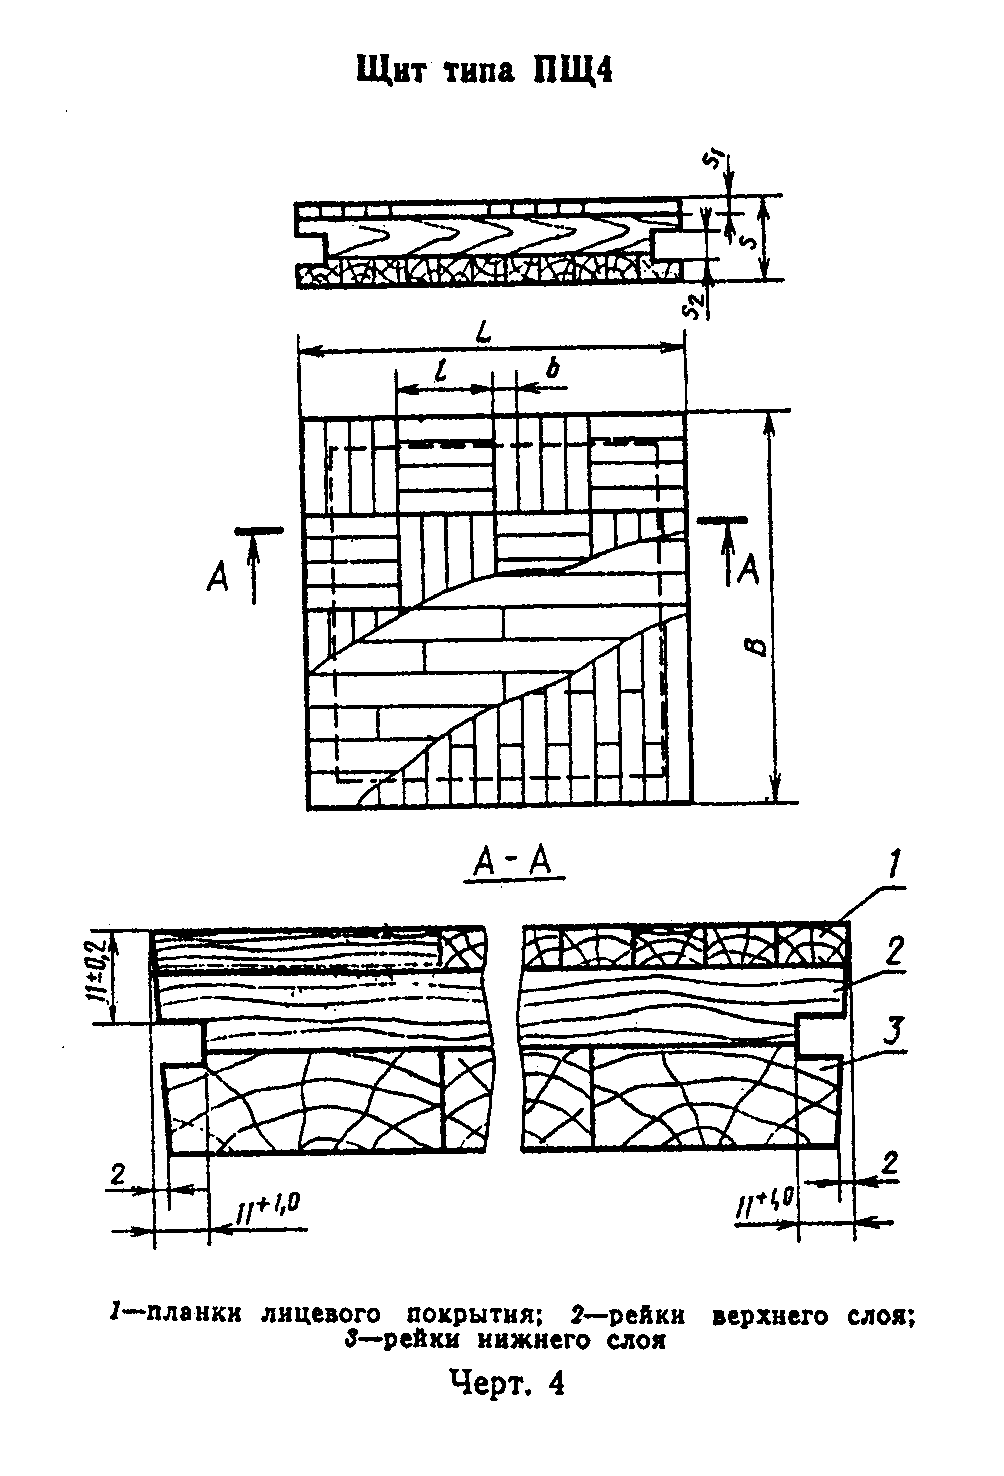 Щит типа ПЩ4
S1
S
S2
L
l
b
A
A
B
A - A
1
11±0,2
2
3
2
2
11+1,0
11+1,0
1—планки лицевого покрытия; 2—рейки верхнего слоя;
3—рейки нижнего слоя
Черт. 4